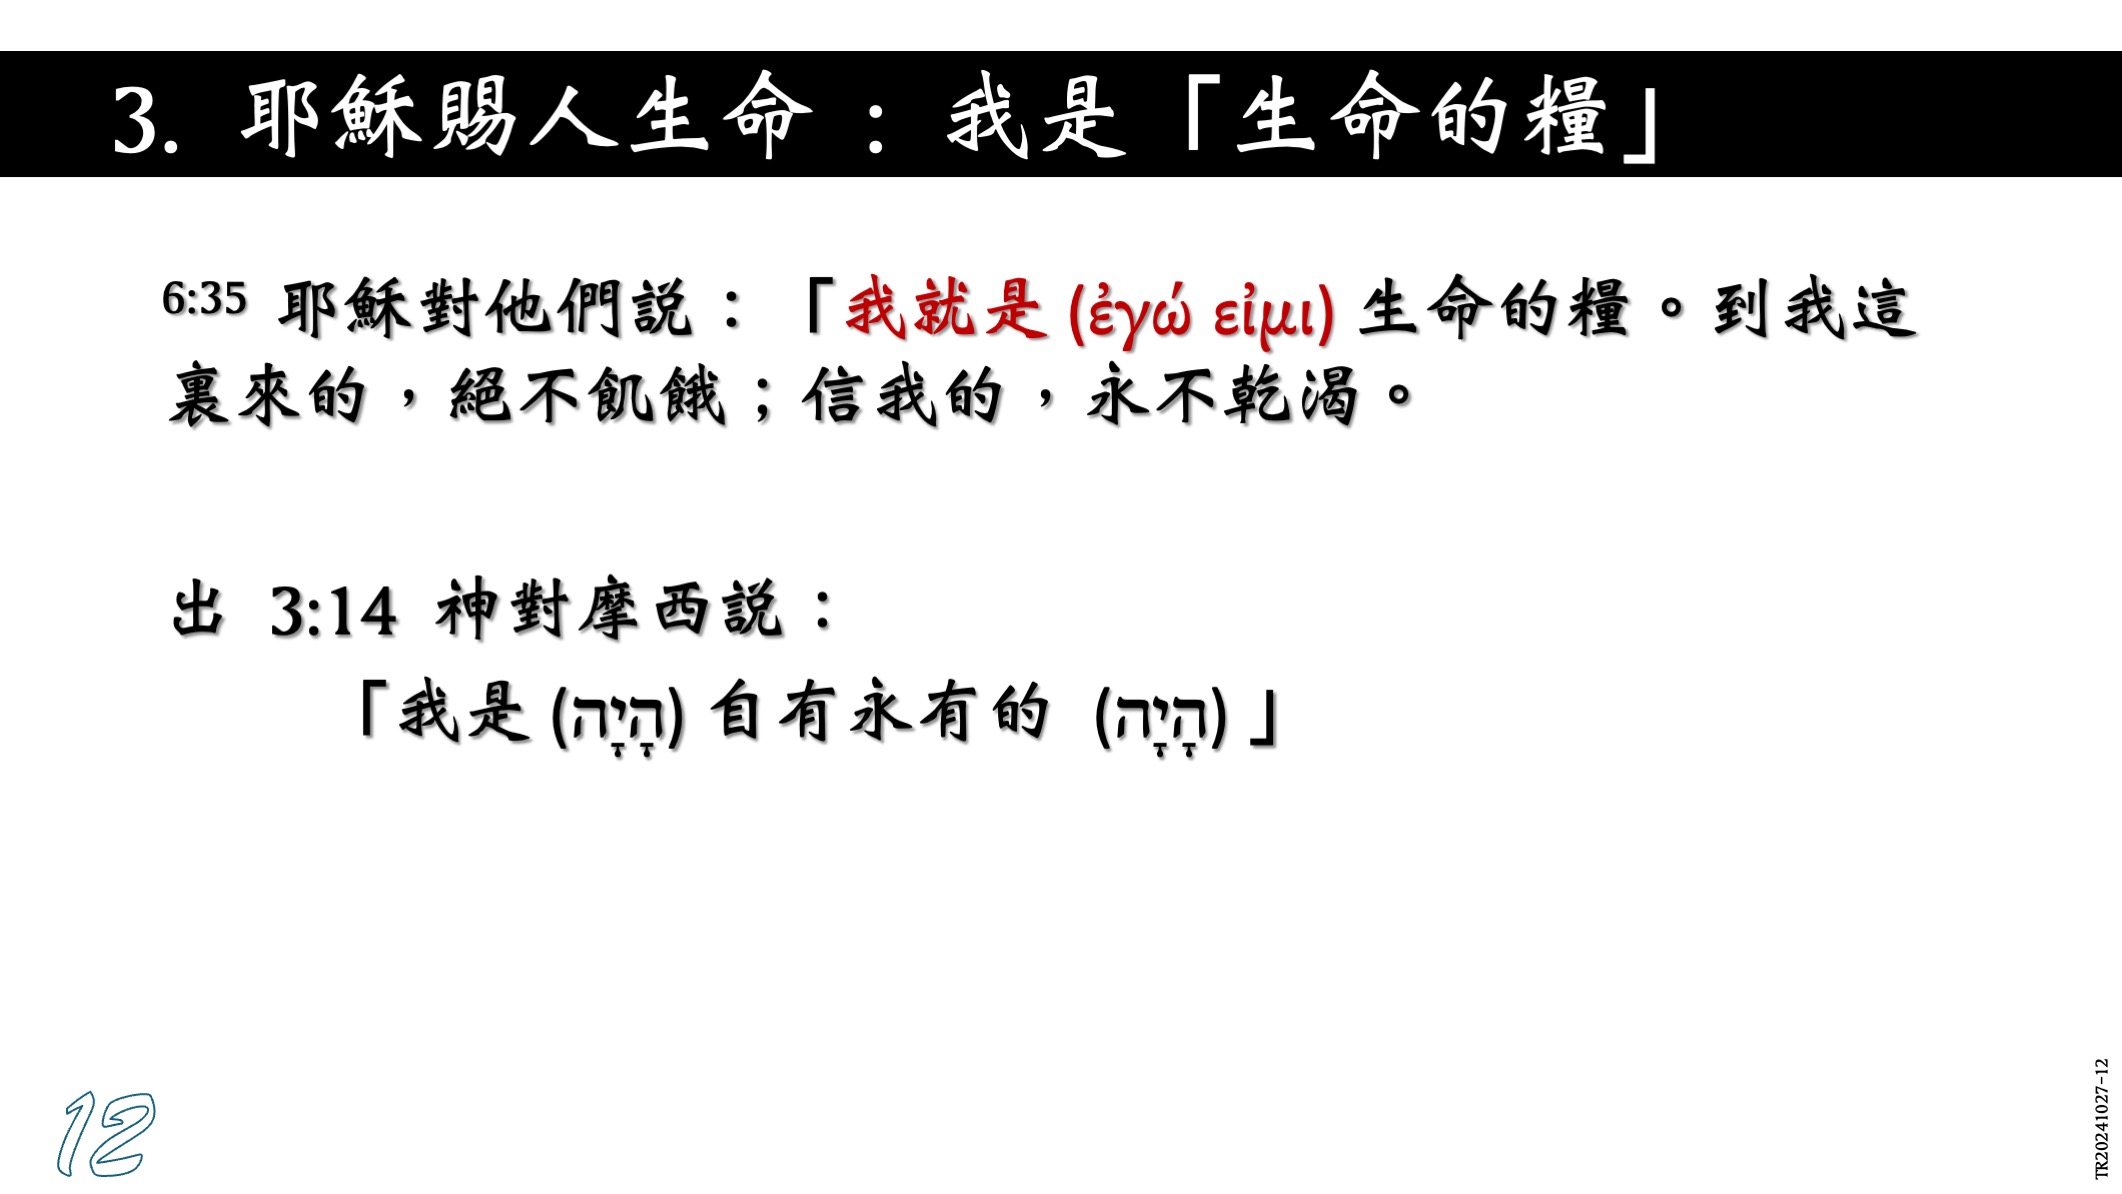 3. 耶穌賜人生命：我是「生命的糧」
6:35 耶穌對他們説：「我就是 (ἐγώ εἰμι) 生命的糧。到我這
裏來的，絕不飢餓；信我的，永不乾渴。
出 3:14 神對摩西説：
「我是 (הָיָה) 自有永有的 (הָיָה) 」
12
TR20241027-12